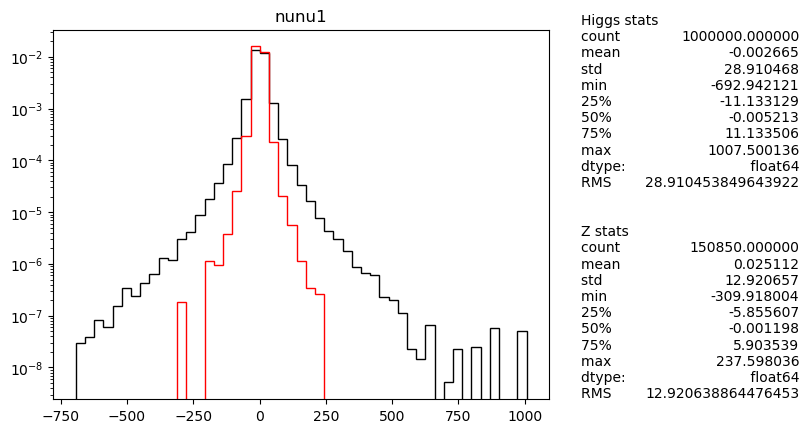 nunu1
10⁻²
10⁻³
10⁻⁴
10⁻⁵
10⁻⁶
10⁻⁷
10⁻⁸
−750 −500 −250 0 250 500 750 1000
Higgs stats
count 1000000.000000
mean -0.002665
std 28.910468
min -692.942121
25% -11.133129
50% -0.005213
75% 11.133506
max 1007.500136
dtype: float64
RMS 28.910453849643922
Z stats
count 150850.000000
mean 0.025112
std 12.920657
min -309.918004
25% -5.855607
50% -0.001198
75% 5.903539
max 237.598036
dtype: float64
RMS 12.920638864476453